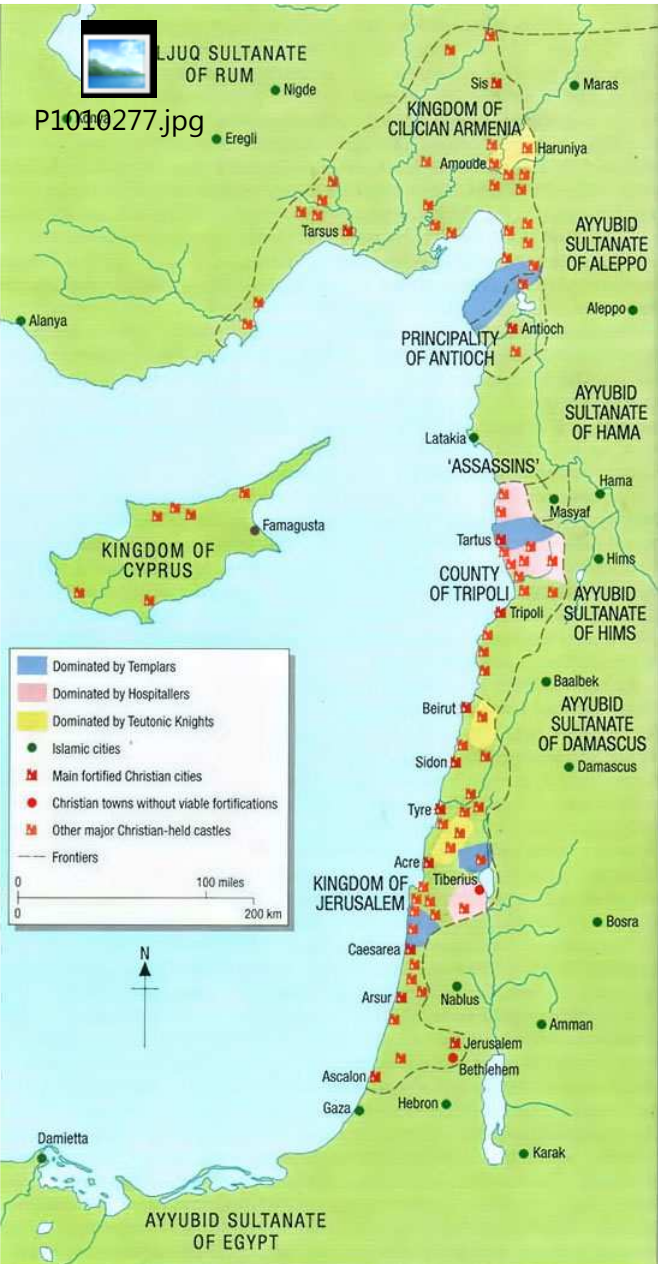 LJUQ SULTANATE
OF RUM
P1010277.jpg
Nigde
Eregli
Sis
Maras
KINGDOM OF
CILICIAN ARMENIA
Amoude
Haruniya
Tarsus
AYYUBID
SULTANATE
OF ALEPPO
Alanya
Aleppo
Antioch
PRINCIPALITY
OF ANTIOCH
AYYUBID
SULTANATE
OF HAMA
Latakia
'ASSASSINS'
Hama
Masyaf
Famagusta
KINGDOM OF
CYPRUS
Tartus
Hims
COUNTY
OF TRIPOLI
Tripoli
AYYUBID
SULTANATE
OF HIMS
Dominated by Templars
Dominated by Hospitallers
Dominated by Teutonic Knights
Islamic cities
Main fortified Christian cities
Christian towns without viable fortifications
Other major Christian-held castles
Frontiers
0 100 miles
0 200 km
Baalbek
Beirut
AYYUBID
SULTANATE
OF DAMASCUS
Sidon
Damascus
Tyre
Acre
Tiberius
KINGDOM OF
JERUSALEM
Bosra
Caesarea
N
Arsur
Nablus
Amman
Jerusalem
Bethlehem
Ascalon
Gaza
Hebron
Damietta
Karak
AYYUBID SULTANATE
OF EGYPT